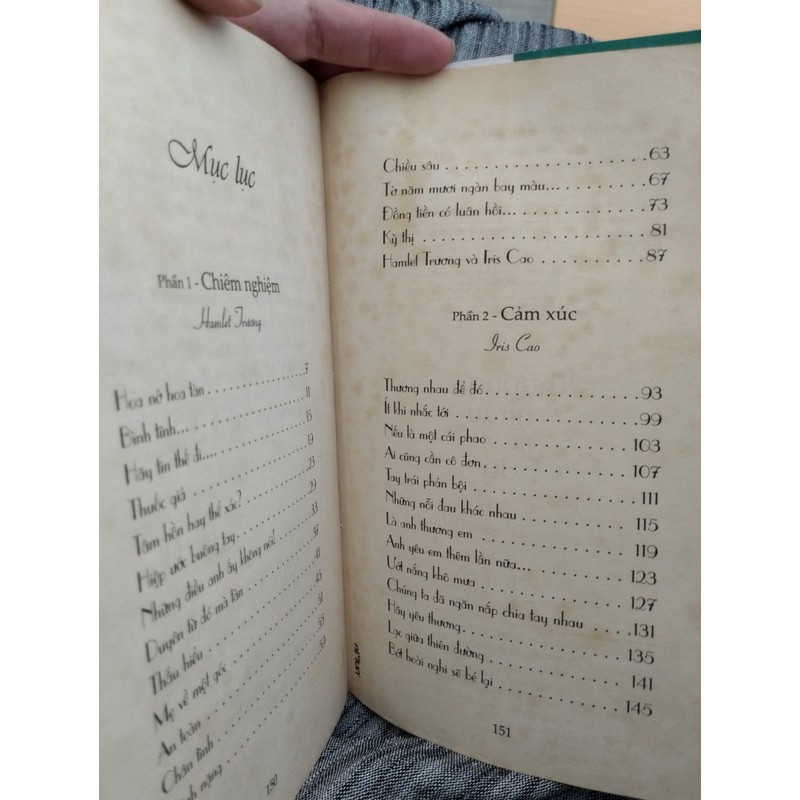 Mục lục
Phần 1 - Chiêm nghiệm
Hamlet Trương
Hoa nở hoa tàn . . . . . . . . . . 7
Bình tĩnh... . . . . . . . . . . 11
Hãy tin thế đi.... . . . . . . . . . . 15
Thuốc giả . . . . . . . . . . 19
Tâm hồn hay thể xác? . . . . . . . . . . 23
Hiệp ước buông tay . . . . . . . . . . 29
Những điều anh ấy không nói! . . . . . . . . 33
Duyên từ đó mà tàn . . . . . . . . . . 37
Thấu hiểu . . . . . . . . . . 41
Mẹ về một góc . . . . . . . . . . 45
An toàn . . . . . . . . . . 51
Chân tình . . . . . . . . . . 55
nặng . . . . . . . . . . 59
150
Chiều sâu . . . . . . . . . . 63
Tờ năm mươi ngàn bay màu... . . . . . . . . . . 67
Đồng tiền có luân hồi... . . . . . . . . . . 73
Kỳ thị . . . . . . . . . . 81
Hamlet Trương và Iris Cao . . . . . . . . . . 87
Phần 2 - Cảm xúc
Iris Cao
Thương nhau để đó . . . . . . . . . . 93
Ít khi nhắc tới . . . . . . . . . . 99
Nếu là một cái phao . . . . . . . . . . 103
Ai cũng cần cô đơn . . . . . . . . . . 107
Tay trái phản bội . . . . . . . . . . 111
Những nỗi đau khác nhau . . . . . . . . . . 115
Là anh thương em . . . . . . . . . . 119
Anh yêu em thêm lần nữa... . . . . . . . . . . 123
Ướt nắng khô mưa . . . . . . . . . . 127
Chúng ta đã ngăn nắp chia tay nhau . . . . . 131
Hãy yêu thương. . . . . . . . . . 135
Lạc giữa thiên đường . . . . . . . . . . 141
Bớt hoài nghi sẽ bé lại . . . . . . . . . . 145
151